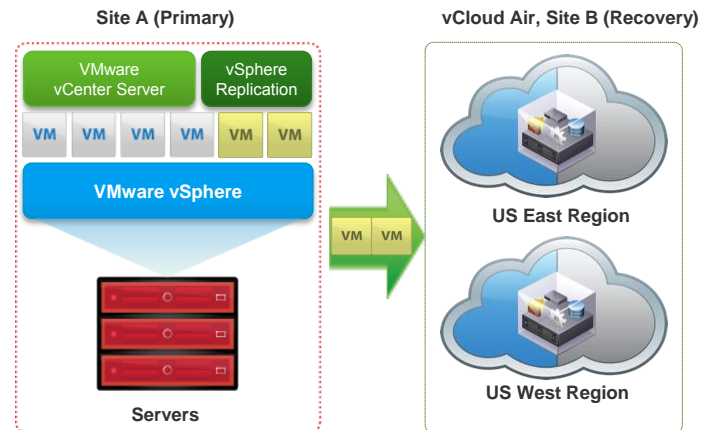 Site A (Primary)
vCloud Air, Site B (Recovery)
VMware
vCenter Server
vSphere
Replication
VM VM VM VM VM VM
VMware vSphere
VM VM
US East Region
US West Region
Servers